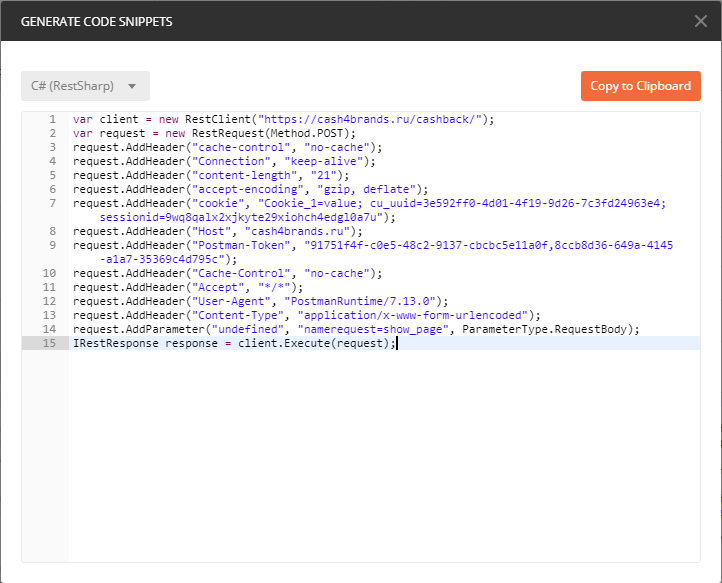 GENERATE CODE SNIPPETS
C# (RestSharp)
Copy to Clipboard
1 var client = new RestClient("https://cash4brands.ru/cashback/");
2 var request = new RestRequest(Method.POST);
3 request.AddHeader("cache-control", "no-cache");
4 request.AddHeader("Connection", "keep-alive");
5 request.AddHeader("content-length", "21");
6 request.AddHeader("accept-encoding", "gzip, deflate");
7 request.AddHeader("cookie", "Cookie_1=value; cu_uuid=3e592ff0-4d01-4f19-9d26-7c3fd24963e4;
sessionid=9wq8qalx2xjkyte29xiohch4edgl0a7u");
8 request.AddHeader("Host", "cash4brands.ru");
9 request.AddHeader("Postman-Token", "91751f4f-c0e5-48c2-9137-cbcbc5e11a0f,8ccb8d36-649a-4145
-a1a7-35369c4d795c");
10 request.AddHeader("Cache-Control", "no-cache");
11 request.AddHeader("Accept", "*/*");
12 request.AddHeader("User-Agent", "PostmanRuntime/7.13.0");
13 request.AddHeader("Content-Type", "application/x-www-form-urlencoded");
14 request.AddParameter("undefined", "namerequest=show_page", ParameterType.RequestBody);
15 IRestResponse response = client.Execute(request);